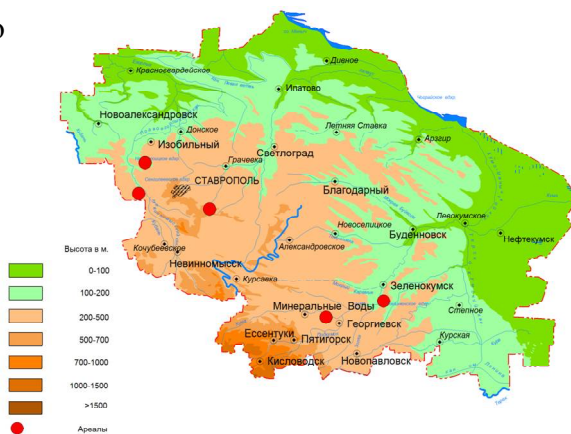 Красногвардейское
Дивное
Ипатово
Новоалександровск
Донское
Изобильный
Летняя Ставка
Арзгир
Светлоград
Грачевка
СТАВРОПОЛЬ
Благодарный
Левокумское
Новоселицкое
Буденновск
Нефтекумск
Кочубеевское
Александровское
Невинномысск
Курсавка
Зеленокумск
Минеральные Воды
Степное
Георгиевск
Ессентуки
Пятигорск
Курская
Кисловодск
Новопавловск
Высота в м.
0-100
100-200
200-500
500-700
700-1000
1000-1500
>1500
Ареалы